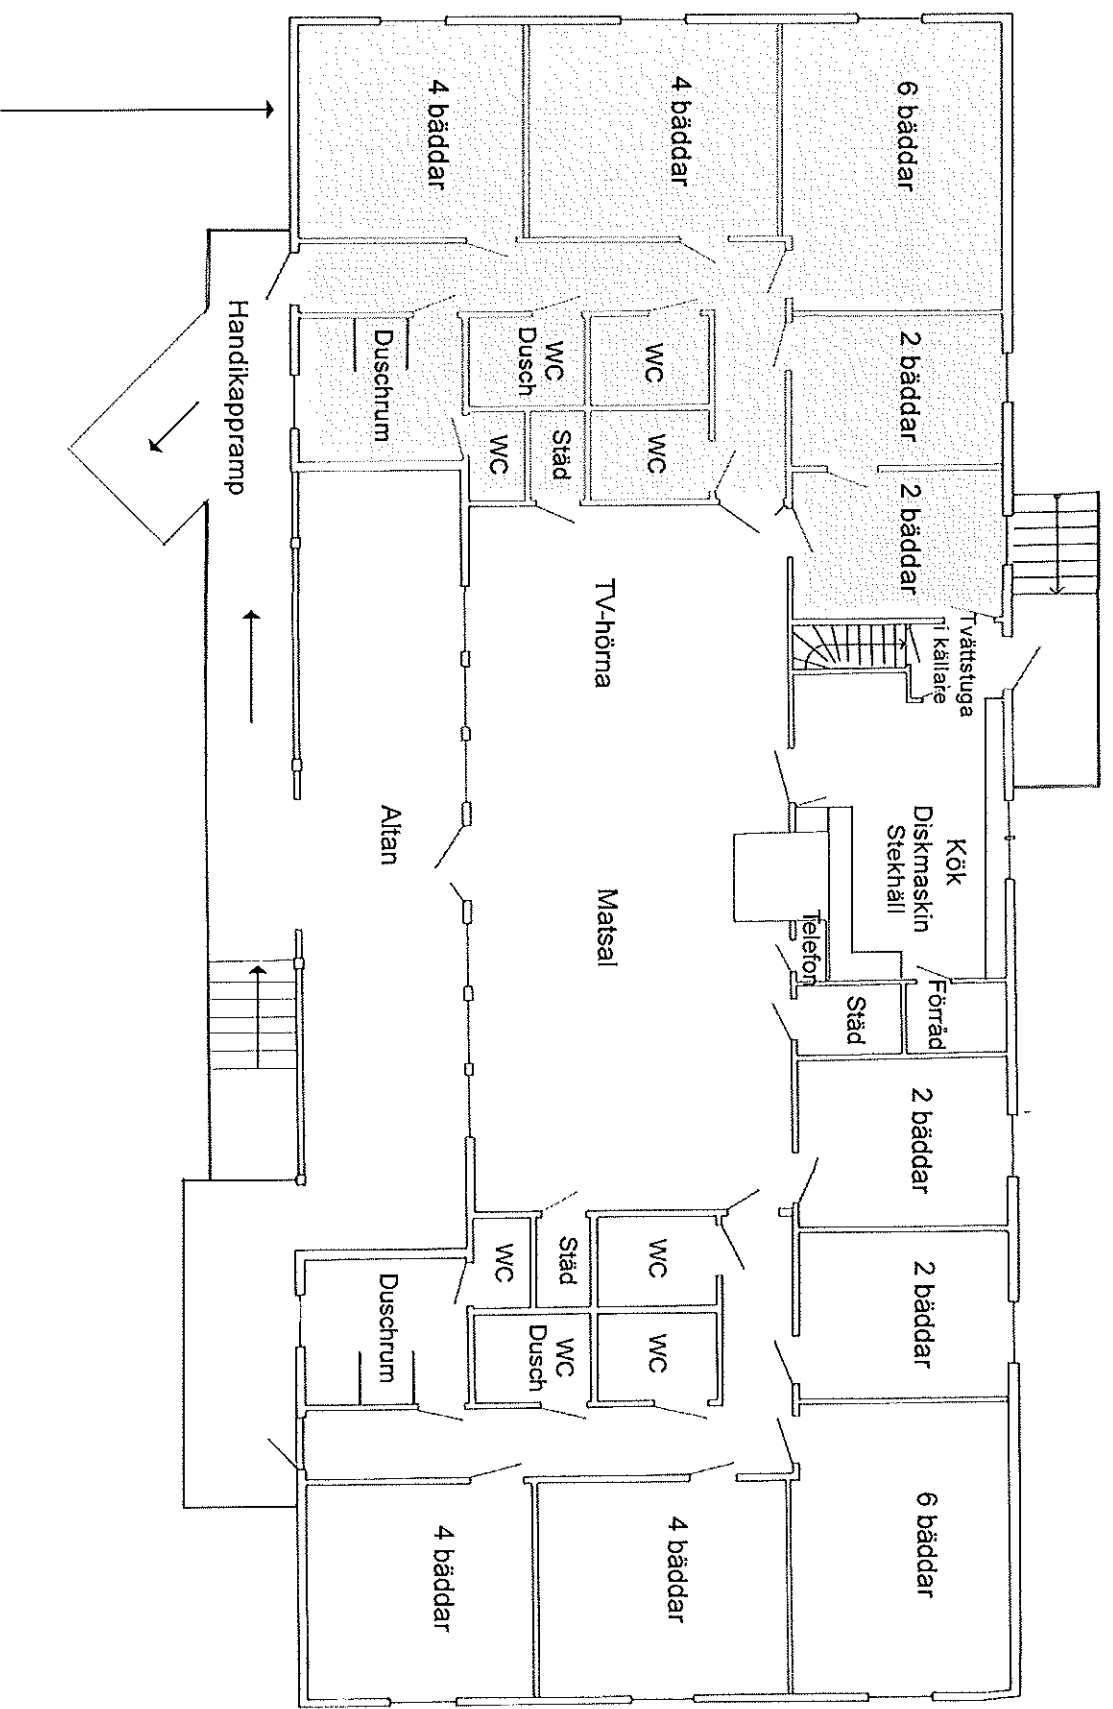 6 bäddar
2 bäddar
2 bäddar
Tvättstuga
i källare
Kök
Diskmaskin
Stekhäll
Förråd
Städ
Telefon
2 bäddar
2 bäddar
6 bäddar
4 bäddar
WC
WC
TV-hörna
Matsal
WC
WC
4 bäddar
WC
Dusch
Städ
WC
Städ
WC
WC
Dusch
4 bäddar
Duschrum
Altan
Duschrum
4 bäddar
Handikappramp